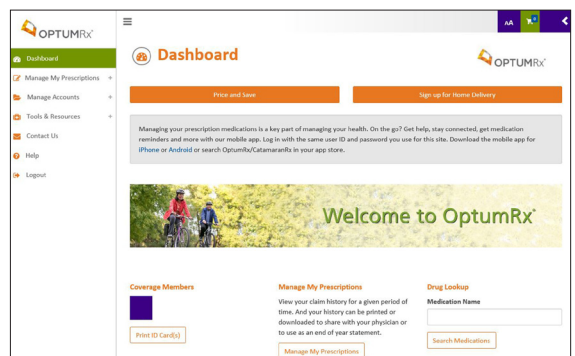 OPTUMRx®
AA
0
Dashboard
Manage My Prescriptions +
Manage Accounts +
Tools & Resources +
Contact Us
Help
Logout
Dashboard
OPTUMRx®
Price and Save
Sign up for Home Delivery
Managing your prescription medications is a key part of managing your health. On the go? Get help, stay connected, get medication
reminders and more with our mobile app. Log in with the same user ID and password you use for this site. Download the mobile app for
iPhone or Android or search OptumRx/CatamaranRx in your app store.
Welcome to OptumRx®
Coverage Members
Print ID Card(s)
Manage My Prescriptions
View your claim history for a given period of
time. And your history can be printed or
downloaded to share with your physician or
to use as an end of year statement.
Manage My Prescriptions
Drug Lookup
Medication Name
Search Medications